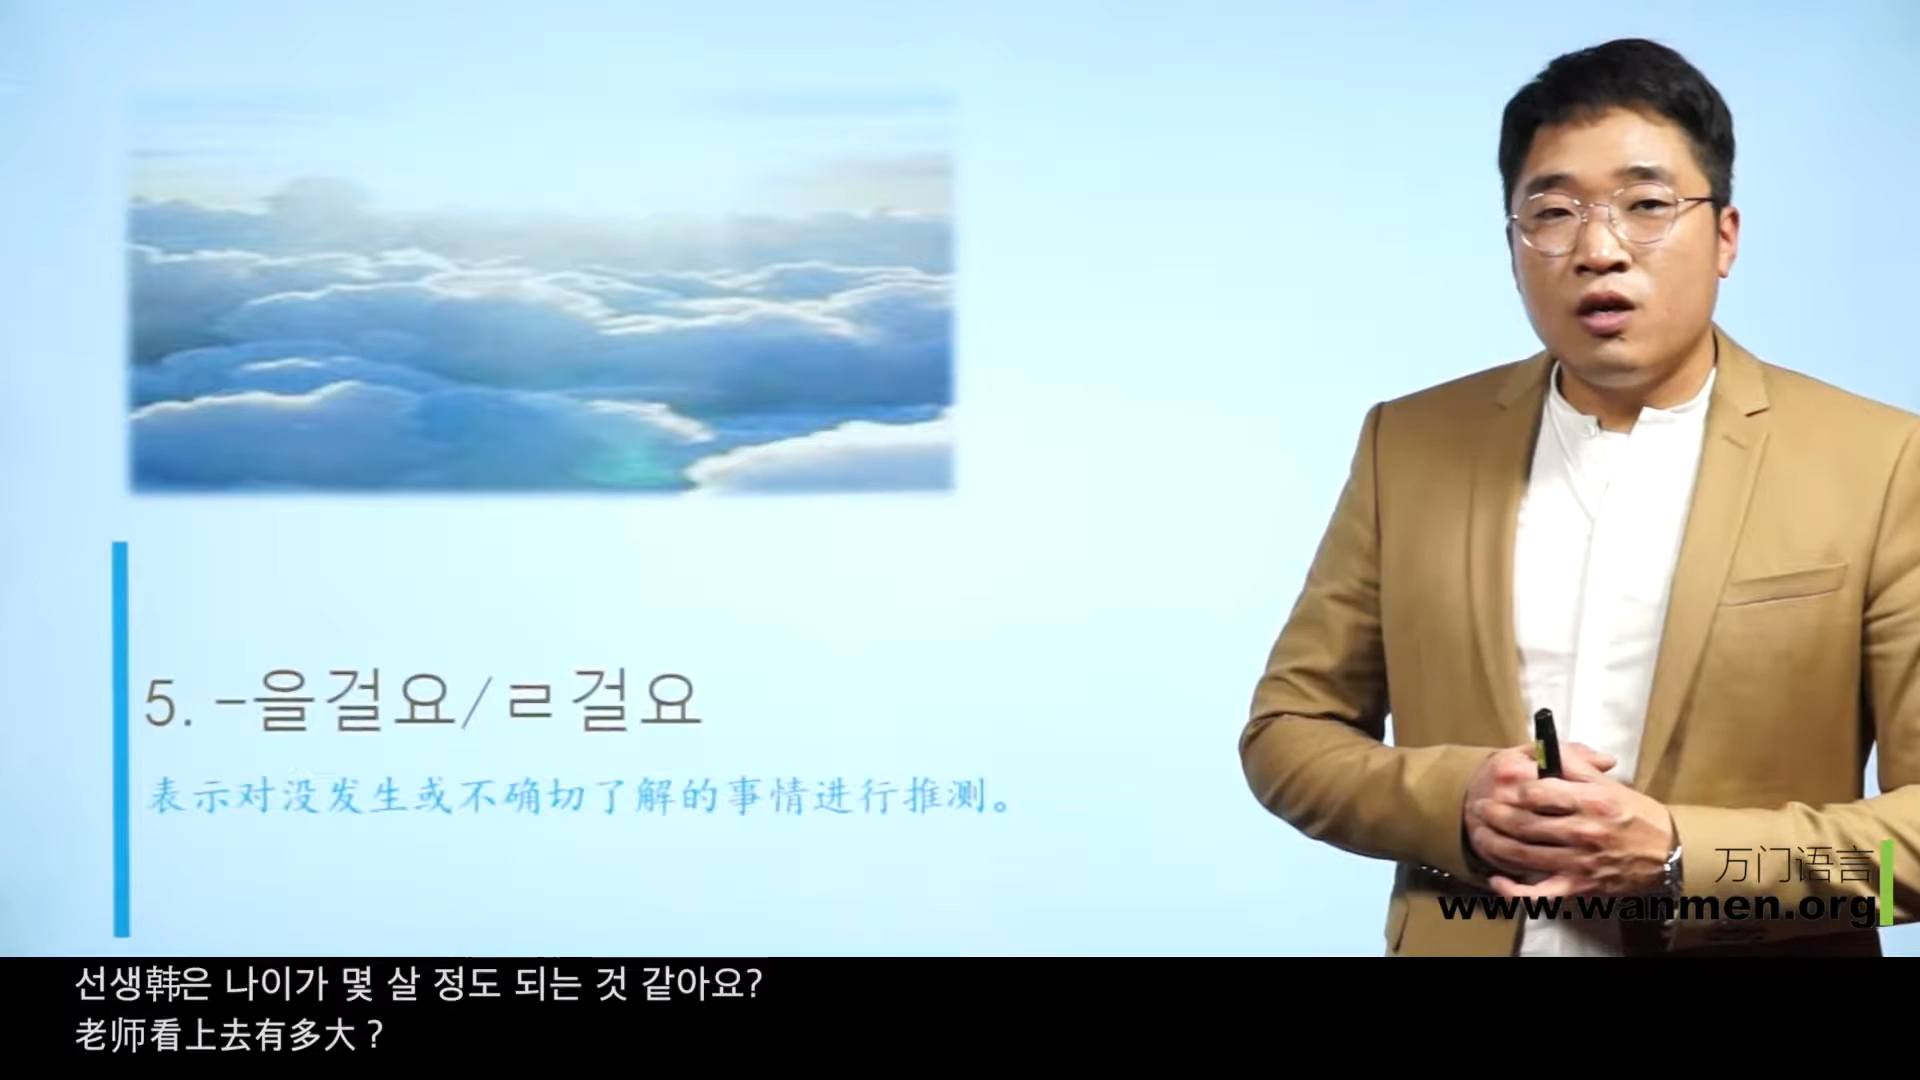 5. -을걸요/ㄹ걸요
表示对没发生或不确切了解的事情进行推测。
万门语言
www.wanmen.org
선생韩은 나이가 몇 살 정도 되는 것 같아요?
老师看上去有多大？